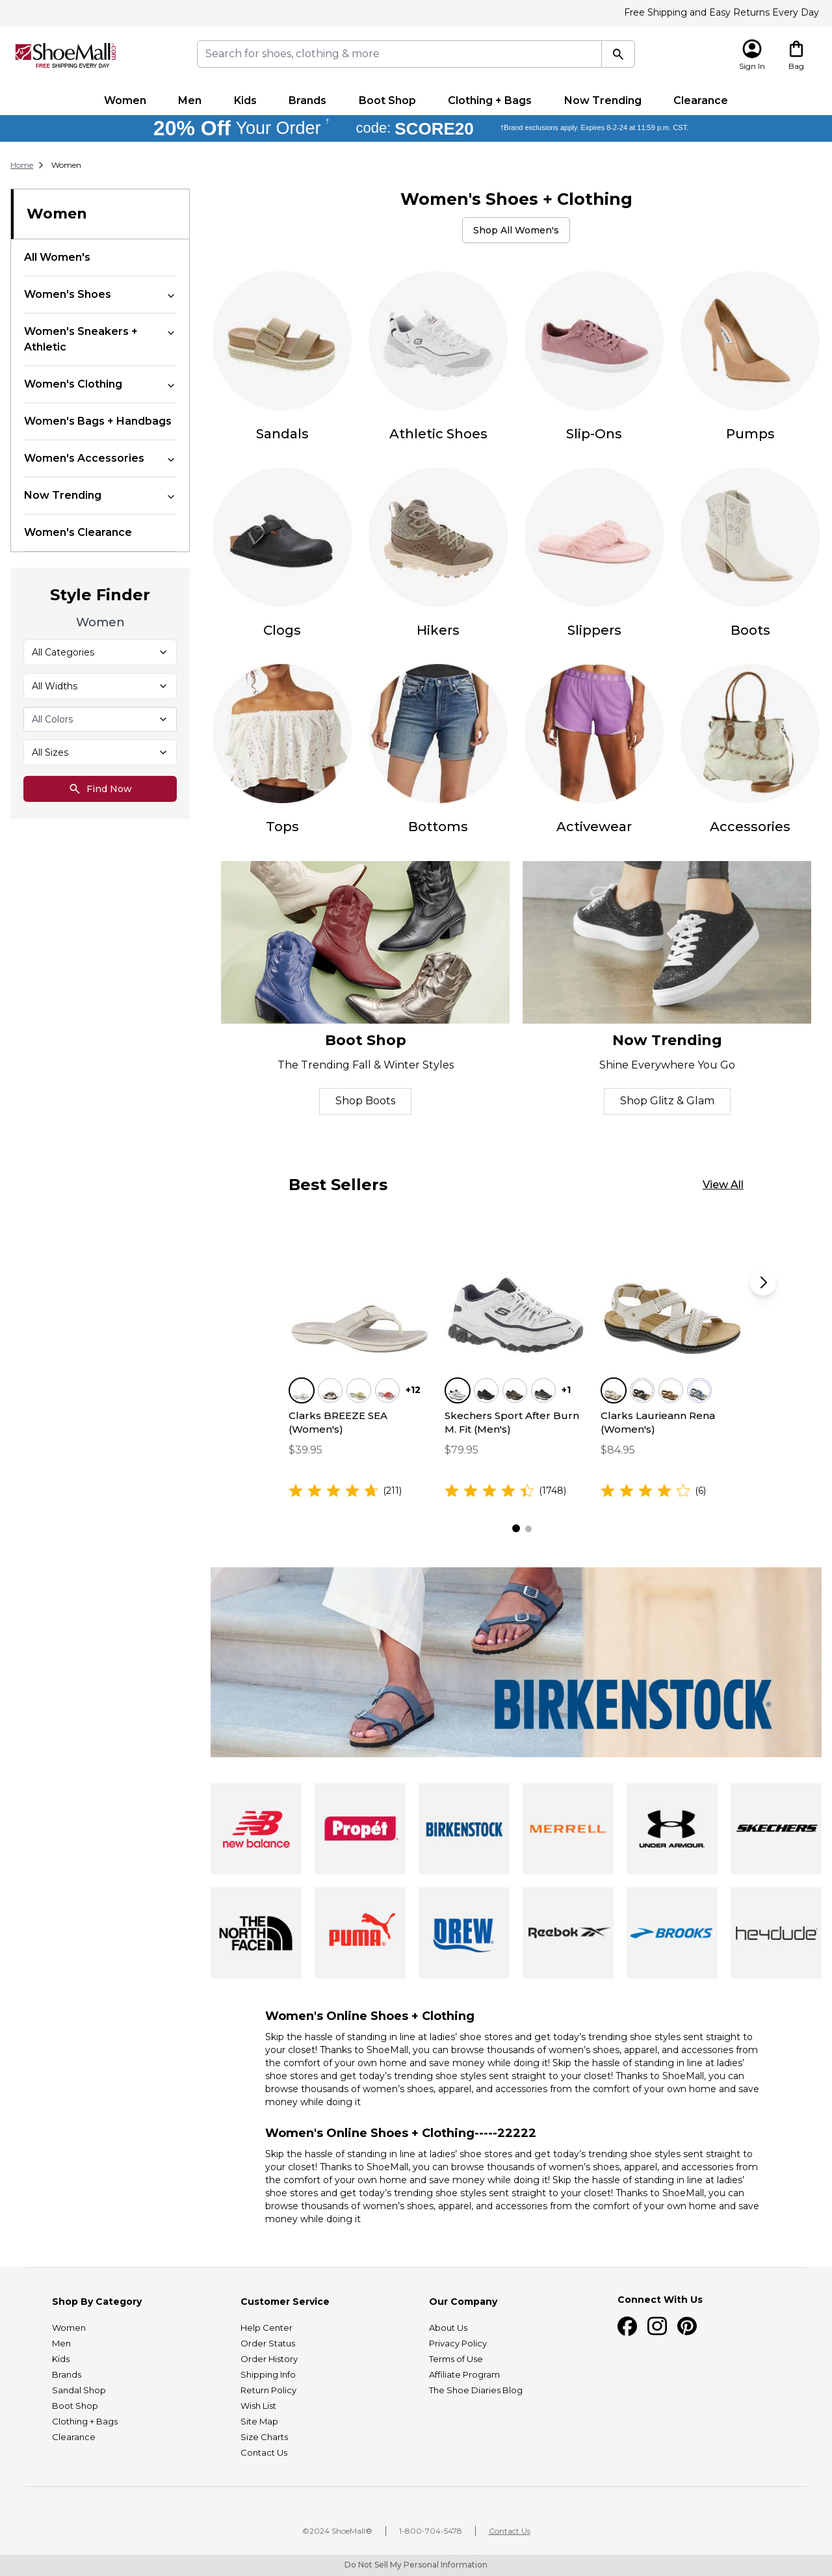 Free Shipping and Easy Returns Every Day
ShoeMall.com
FREE SHIPPING EVERY DAY
Search for shoes, clothing & more
Sign In
Bag
Women Men Kids Brands Boot Shop Clothing + Bags Now Trending Clearance
20% Off Your Order † code: SCORE20 †Brand exclusions apply. Expires 8-2-24 at 11:59 p.m. CST.
Home > Women
Women
All Women's
Women's Shoes
Women's Sneakers +
Athletic
Women's Clothing
Women's Bags + Handbags
Women's Accessories
Now Trending
Women's Clearance
Style Finder
Women
All Categories
All Widths
All Colors
All Sizes
Find Now
Women's Shoes + Clothing
Shop All Women's
Sandals Athletic Shoes Slip-Ons Pumps
Clogs Hikers Slippers Boots
UNDER ARM
Tops Bottoms Activewear Accessories
Boot Shop
The Trending Fall & Winter Styles
Shop Boots
Now Trending
Shine Everywhere You Go
Shop Glitz & Glam
Best Sellers
View All
+12
Clarks BREEZE SEA
(Women's)
$39.95
(211)
+1
Skechers Sport After Burn
M. Fit (Men's)
$79.95
(1748)
Clarks Laurieann Rena
(Women's)
$84.95
(6)
BIRKENSTOCK®
new balance
Propét
BIRKENSTOCK
MERRELL
UNDER ARMOUR
SKECHERS
THE
NORTH
FACE
PUMA
DREW
Reebok
BROOKS
heydude
Women's Online Shoes + Clothing
Skip the hassle of standing in line at ladies’ shoe stores and get today’s trending shoe styles sent straight to
your closet! Thanks to ShoeMall, you can browse thousands of women’s shoes, apparel, and accessories from
the comfort of your own home and save money while doing it! Skip the hassle of standing in line at ladies’
shoe stores and get today’s trending shoe styles sent straight to your closet! Thanks to ShoeMall, you can
browse thousands of women’s shoes, apparel, and accessories from the comfort of your own home and save
money while doing it
Women's Online Shoes + Clothing-----22222
Skip the hassle of standing in line at ladies’ shoe stores and get today’s trending shoe styles sent straight to
your closet! Thanks to ShoeMall, you can browse thousands of women’s shoes, apparel, and accessories from
the comfort of your own home and save money while doing it! Skip the hassle of standing in line at ladies’
shoe stores and get today’s trending shoe styles sent straight to your closet! Thanks to ShoeMall, you can
browse thousands of women’s shoes, apparel, and accessories from the comfort of your own home and save
money while doing it
Shop By Category
Women
Men
Kids
Brands
Sandal Shop
Boot Shop
Clothing + Bags
Clearance
Customer Service
Help Center
Order Status
Order History
Shipping Info
Return Policy
Wish List
Site Map
Size Charts
Contact Us
Our Company
About Us
Privacy Policy
Terms of Use
Affiliate Program
The Shoe Diaries Blog
Connect With Us
©2024 ShoeMall® | 1-800-704-5478 | Contact Us
Do Not Sell My Personal Information